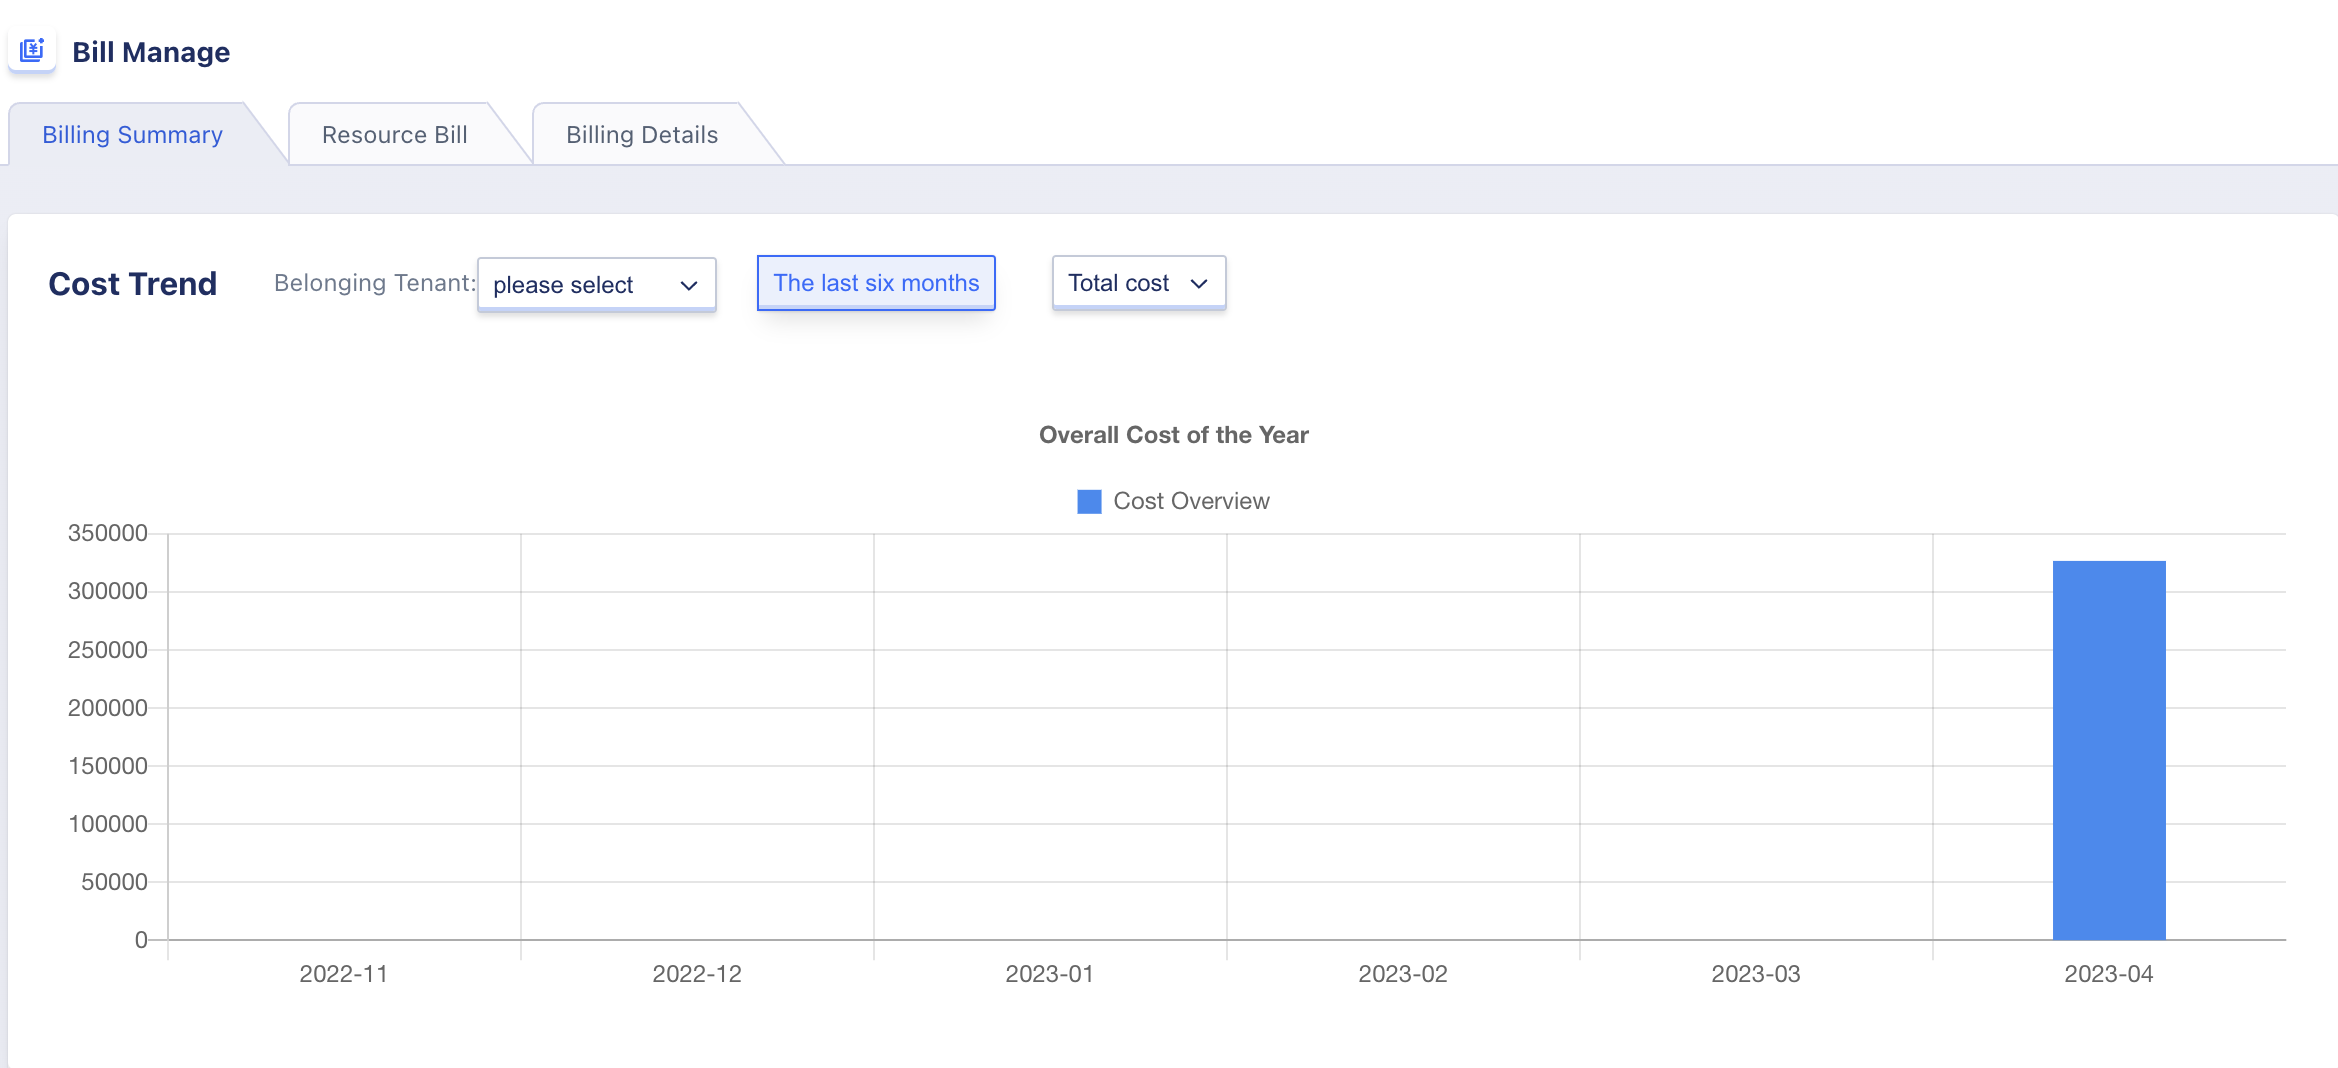 Bill Manage
Billing Summary
Resource Bill
Billing Details
Cost Trend
Belonging Tenant:
please select
The last six months
Total cost
Overall Cost of the Year
Cost Overview
350000
300000
250000
200000
150000
100000
50000
0
2022-11
2022-12
2023-01
2023-02
2023-03
2023-04